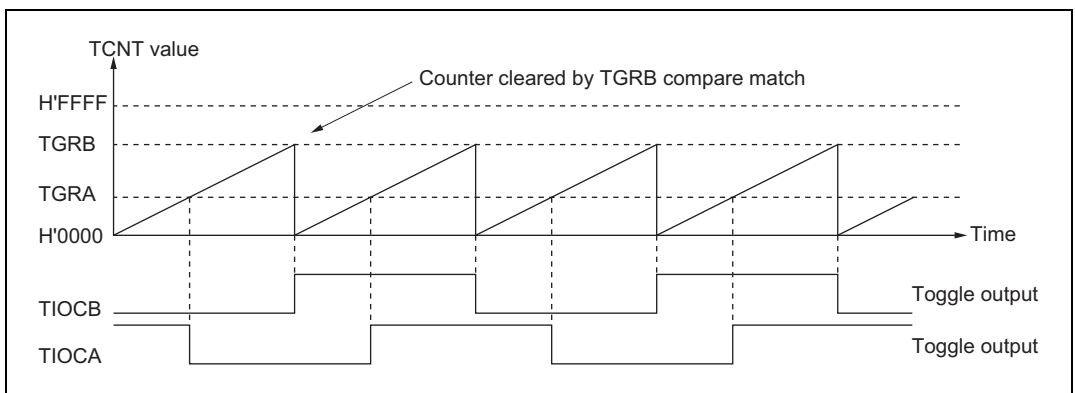 TCNT value
Counter cleared by TGRB compare match
H'FFFF
TGRB
TGRA
H'0000
Time
TIOCB
Toggle output
TIOCA
Toggle output